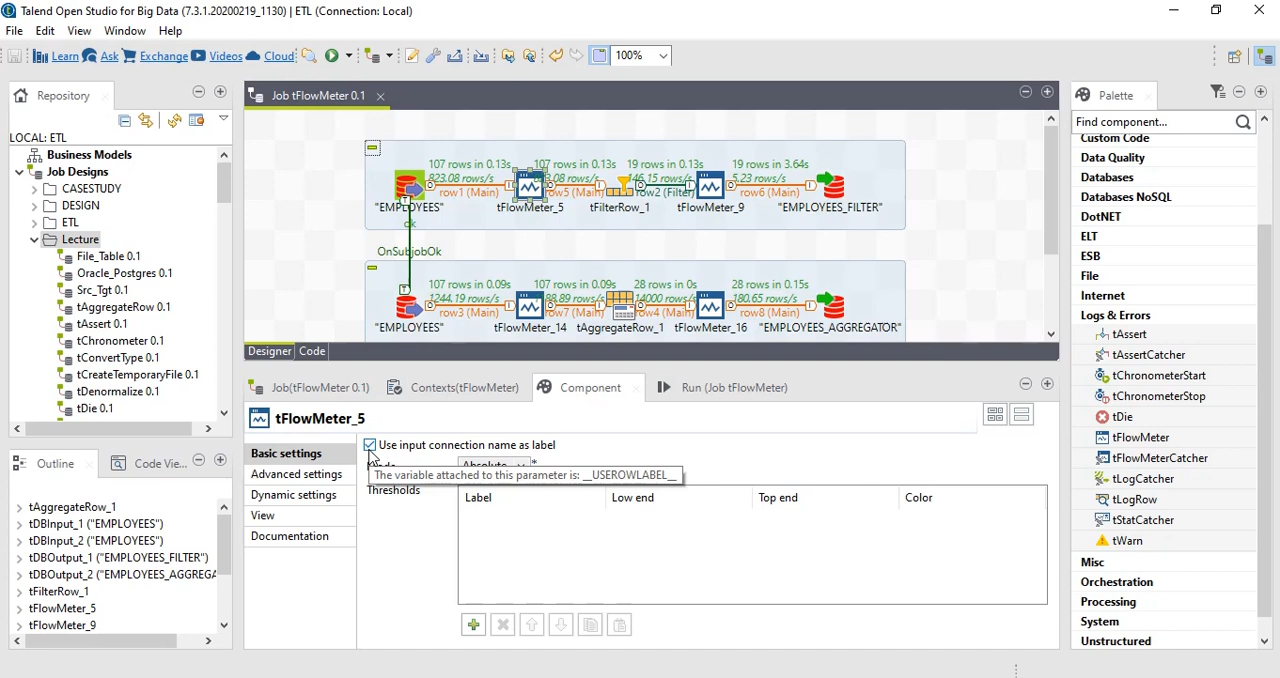 Talend Open Studio for Big Data (7.3.1.20200219_1130) | ETL (Connection: Local)
File Edit View Window Help
Learn Ask Exchange Videos Cloud 100%
Repository
LOCAL: ETL
Business Models
Job Designs
CASESTUDY
DESIGN
ETL
Lecture
File_Table 0.1
Oracle_Postgres 0.1
Src_Tgt 0.1
tAggregateRow 0.1
tAssert 0.1
tChronometer 0.1
tConvertType 0.1
tCreateTemporaryFile 0.1
tDenormalize 0.1
tDie 0.1
Outline Code Vie...
tAggregateRow_1
tDBInput_1 ("EMPLOYEES")
tDBInput_2 ("EMPLOYEES")
tDBOutput_1 ("EMPLOYEES_FILTER")
tDBOutput_2 ("EMPLOYEES_AGGREGA
tFilterRow_1
tFlowMeter_5
tFlowMeter_9
Job tFlowMeter 0.1
107 rows in 0.13s 107 rows in 0.13s 19 rows in 0.13s 19 rows in 3.64s
823.08 rows/s 146.15 rows/s 5.23 rows/s
row1 (Main) row5 (Main) row2 (Filter) row6 (Main)
"EMPLOYEES" tFlowMeter_5 tFilterRow_1 tFlowMeter_9 "EMPLOYEES_FILTER"
ok
OnSubjobOk
107 rows in 0.09s 107 rows in 0.09s 28 rows in 0s 28 rows in 0.15s
1244.19 rows/s 14000 rows/s 180.65 rows/s
row3 (Main) row7 (Main) row4 (Main) row8 (Main)
"EMPLOYEES" tFlowMeter_14 tAggregateRow_1 tFlowMeter_16 "EMPLOYEES_AGGREGATOR"
Designer Code
Job(tFlowMeter 0.1) Contexts(tFlowMeter) Component Run (Job tFlowMeter)
tFlowMeter_5
Basic settings
Advanced settings
Dynamic settings
View
Documentation
Use input connection name as label
The variable attached to this parameter is: __USEROWLABEL__
Thresholds
Label Low end Top end Color
Palette
Find component...
Custom Code
Data Quality
Databases
Databases NoSQL
DotNET
ELT
ESB
File
Internet
Logs & Errors
tAssert
tAssertCatcher
tChronometerStart
tChronometerStop
tDie
tFlowMeter
tFlowMeterCatcher
tLogCatcher
tLogRow
tStatCatcher
tWarn
Misc
Orchestration
Processing
System
Unstructured